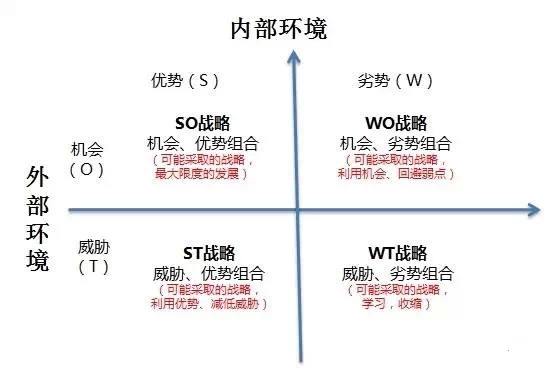 内部环境
优势（S）
劣势（W）
SO战略
机会、优势组合
（可能采取的战略，
最大限度的发展）
WO战略
机会、劣势组合
（可能采取的战略，
利用机会、回避弱点）
机会
（O）
外部环境
威胁
（T）
ST战略
威胁、优势组合
（可能采取的战略，
利用优势、减低威胁）
WT战略
威胁、劣势组合
（可能采取的战略，
学习，收缩）